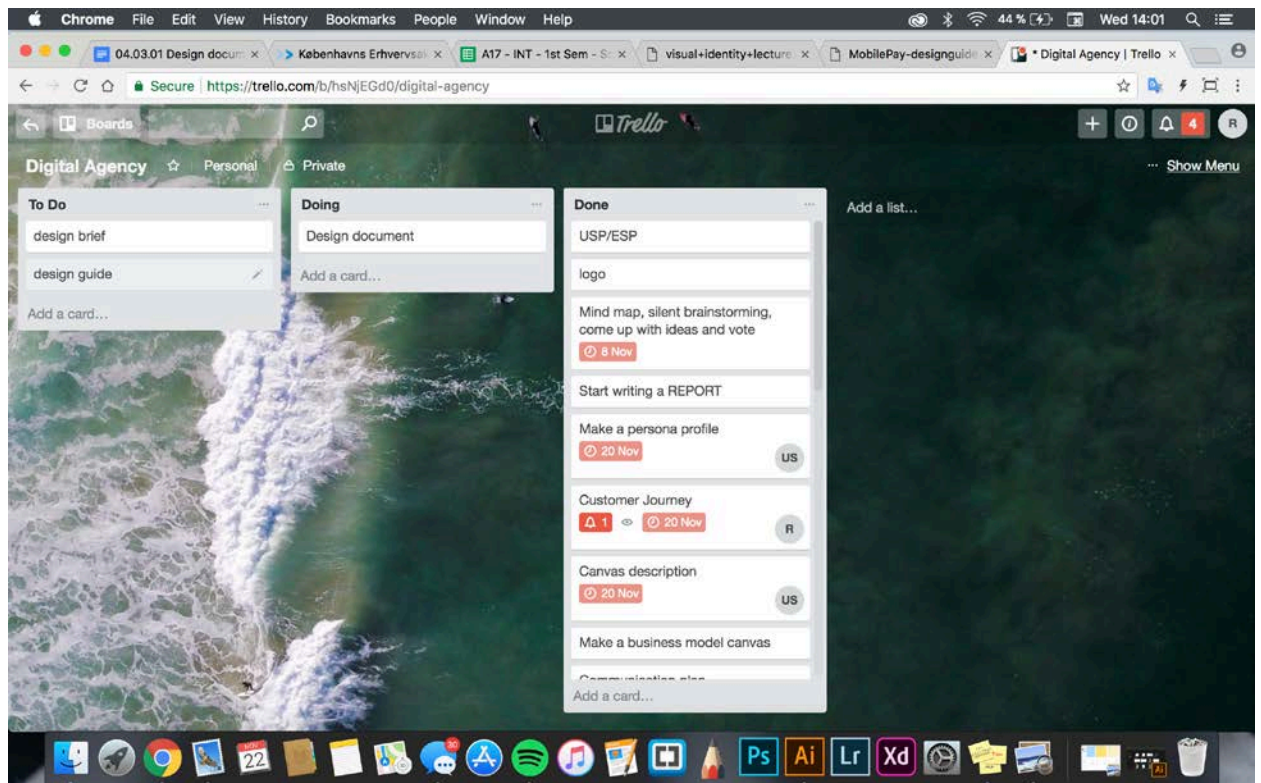 Chrome File Edit View History Bookmarks People Window Help 44 % Wed 14:01
04.03.01 Design docum × Københavns Erhvervsa × A17 - INT - 1st Sem - S × visual+identity+lecture × MobilePay-designguide × * Digital Agency | Trello ×
Secure https://trello.com/b/hsNjEGd0/digital-agency
Boards Trello 4 R
Digital Agency Personal Private ... Show Menu
To Do ...
design brief
design guide
Add a card...
Doing ...
Design document
Add a card...
Done ...
USP/ESP
logo
Mind map, silent brainstorming,
come up with ideas and vote
8 Nov
Start writing a REPORT
Make a persona profile
20 Nov US
Customer Journey
1 20 Nov R
Canvas description
20 Nov US
Make a business model canvas
Communication plan
Add a card...
Add a list...
NOV 22 30 Ps Ai Lr Xd